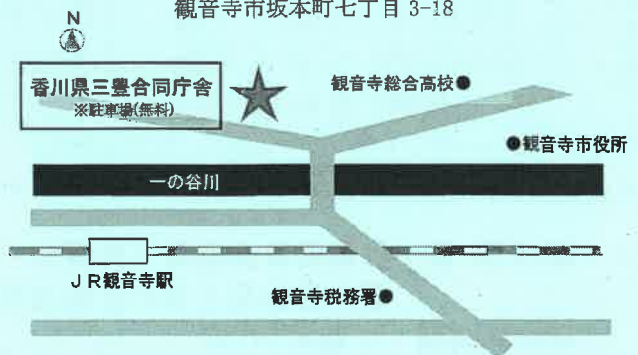 観音寺市坂本町七丁目 3-18
N
香川県三豊合同庁舎
※駐車場(無料)
観音寺総合高校●
●観音寺市役所
一の谷川
JR観音寺駅
観音寺税務署●